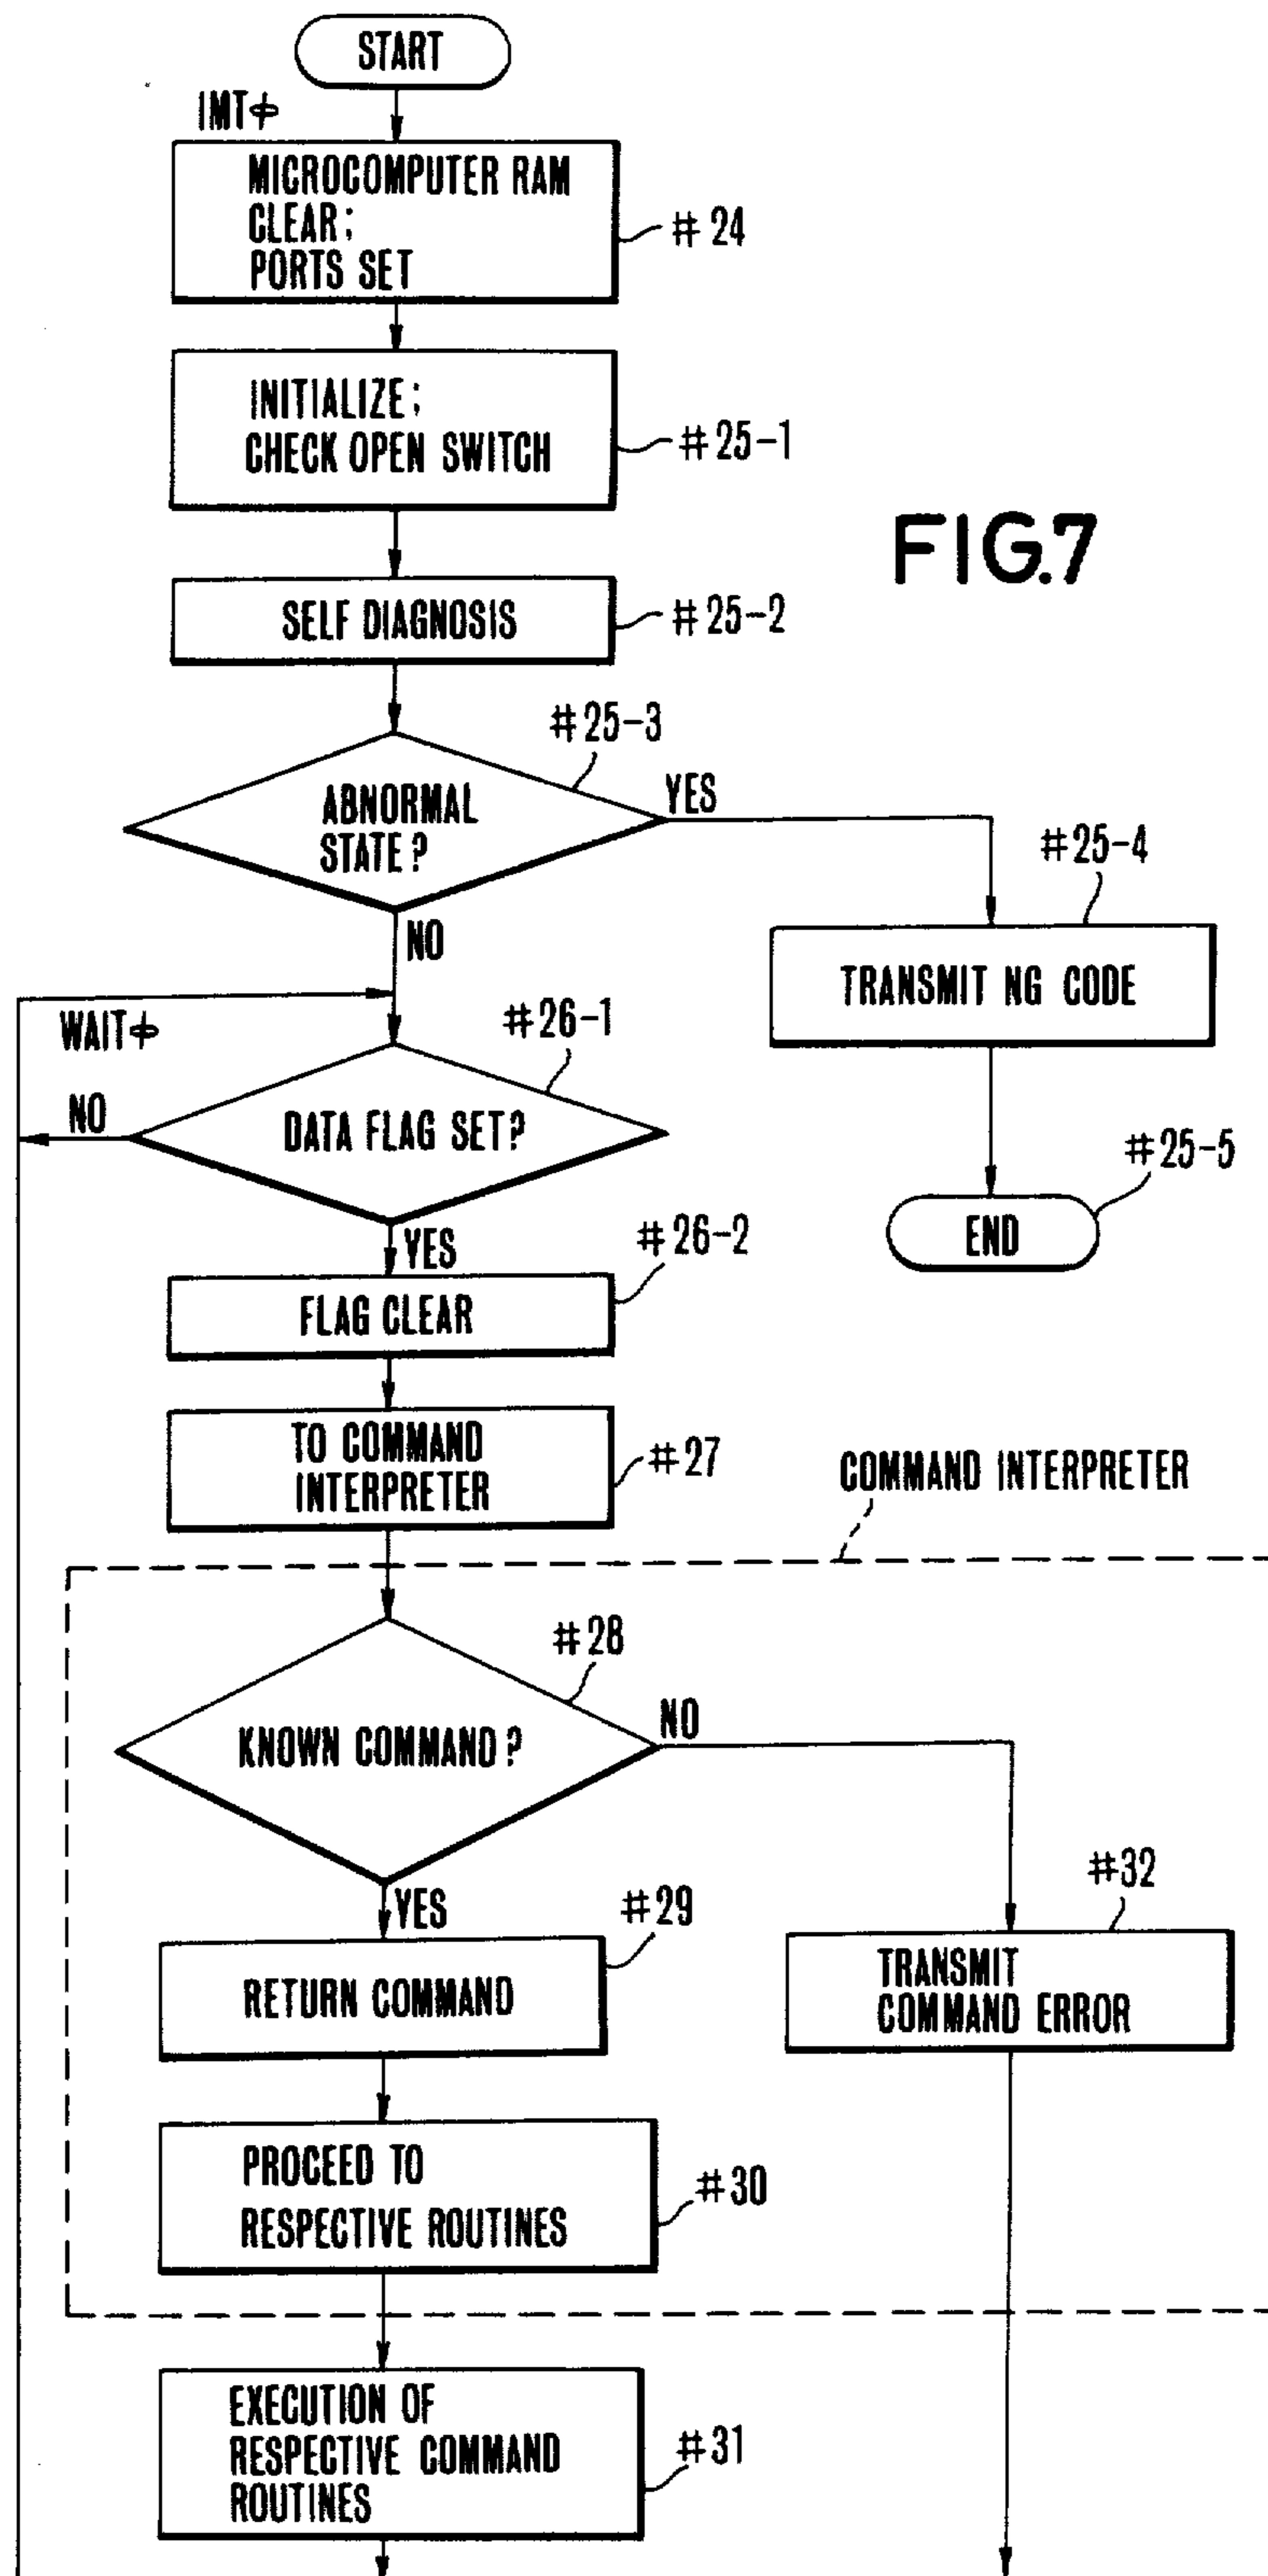 START
IMTφ
MICROCOMPUTER RAM
CLEAR;
PORTS SET
#24
INITIALIZE;
CHECK OPEN SWITCH
#25-1
FIG.7
SELF DIAGNOSIS
#25-2
#25-3
ABNORMAL
STATE?
YES
#25-4
NO
TRANSMIT NG CODE
WAITφ
#26-1
NO
DATA FLAG SET?
#25-5
YES
#26-2
END
FLAG CLEAR
TO COMMAND
INTERPRETER
#27
COMMAND INTERPRETER
#28
KNOWN COMMAND?
NO
YES
#29
#32
RETURN COMMAND
TRANSMIT
COMMAND ERROR
PROCEED TO
RESPECTIVE ROUTINES
#30
EXECUTION OF
RESPECTIVE COMMAND
ROUTINES
#31